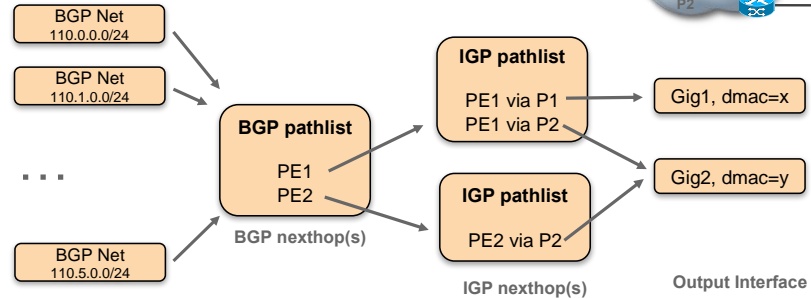 P2
BGP Net
110.0.0.0/24
BGP Net
110.1.0.0/24
...
BGP Net
110.5.0.0/24
BGP pathlist
PE1
PE2
BGP nexthop(s)
IGP pathlist
PE1 via P1
PE1 via P2
IGP pathlist
PE2 via P2
IGP nexthop(s)
Gig1, dmac=x
Gig2, dmac=y
Output Interface